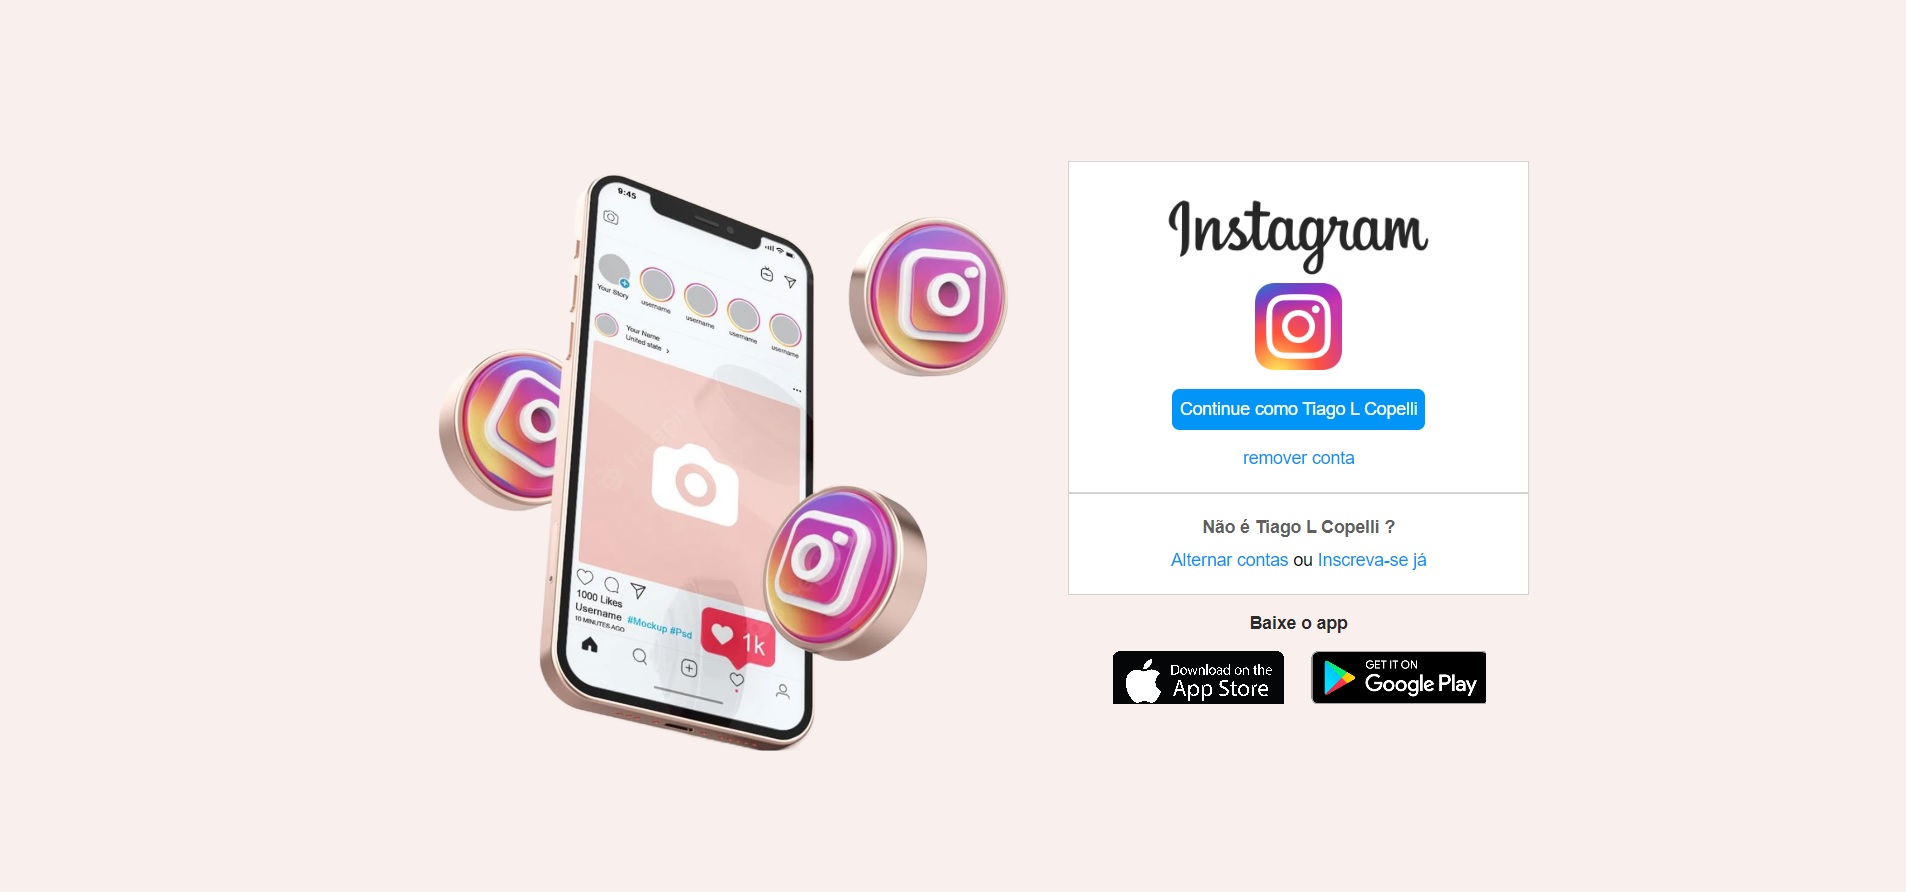 9:45
Your Story
username
username
username
username
Your Name
United state
1000 Likes
Username #Mockup #Psd
10 MINUTES AGO
1k
Instagram
Continue como Tiago L Copelli
remover conta
Não é Tiago L Copelli ?
Alternar contas ou Inscreva-se já
Baixe o app
Download on the
App Store
GET IT ON
Google Play